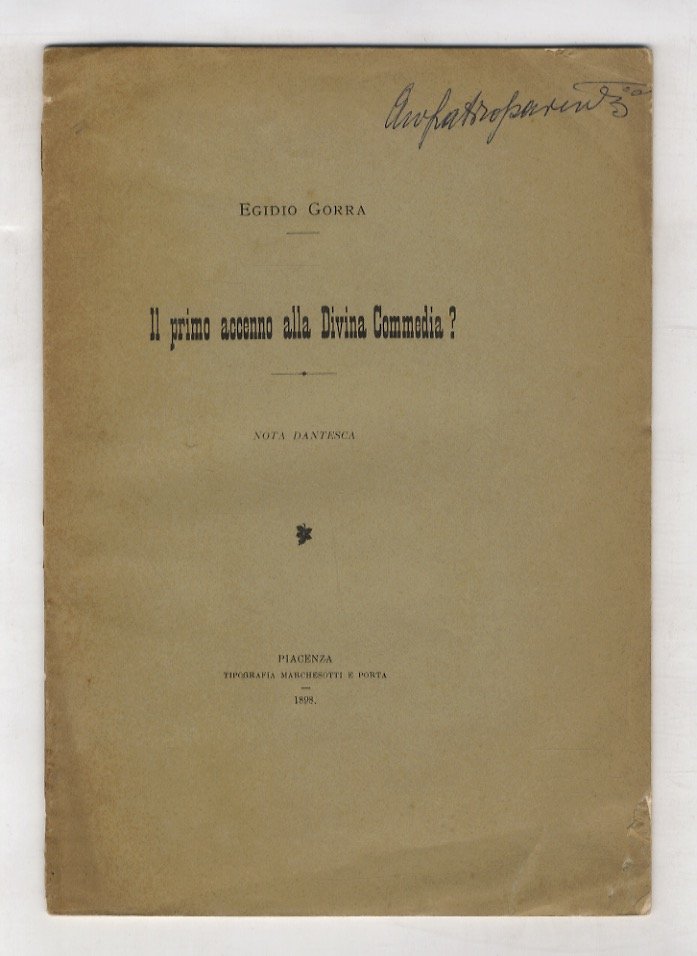 EGIDIO GORRA
Il primo accenno alla Divina Commedia ?
NOTA DANTESCA
PIACENZA
TIPOGRAFIA MARCHESOTTI E PORTA
1898.